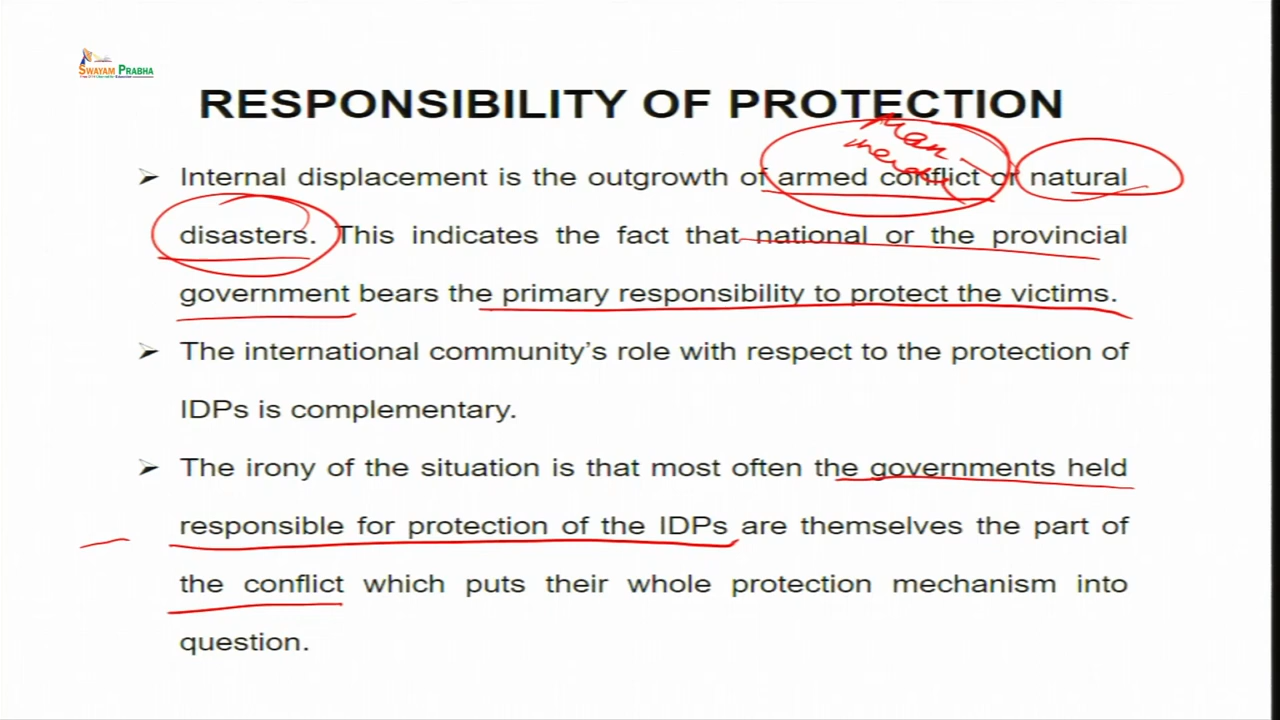 SWAYAM PRABHA
RESPONSIBILITY OF PROTECTION
➢ Internal displacement is the outgrowth of armed conflict or natural
disasters. This indicates the fact that national or the provincial
government bears the primary responsibility to protect the victims.
➢ The international community's role with respect to the protection of
IDPs is complementary.
➢ The irony of the situation is that most often the governments held
responsible for protection of the IDPs are themselves the part of
the conflict which puts their whole protection mechanism into
question.